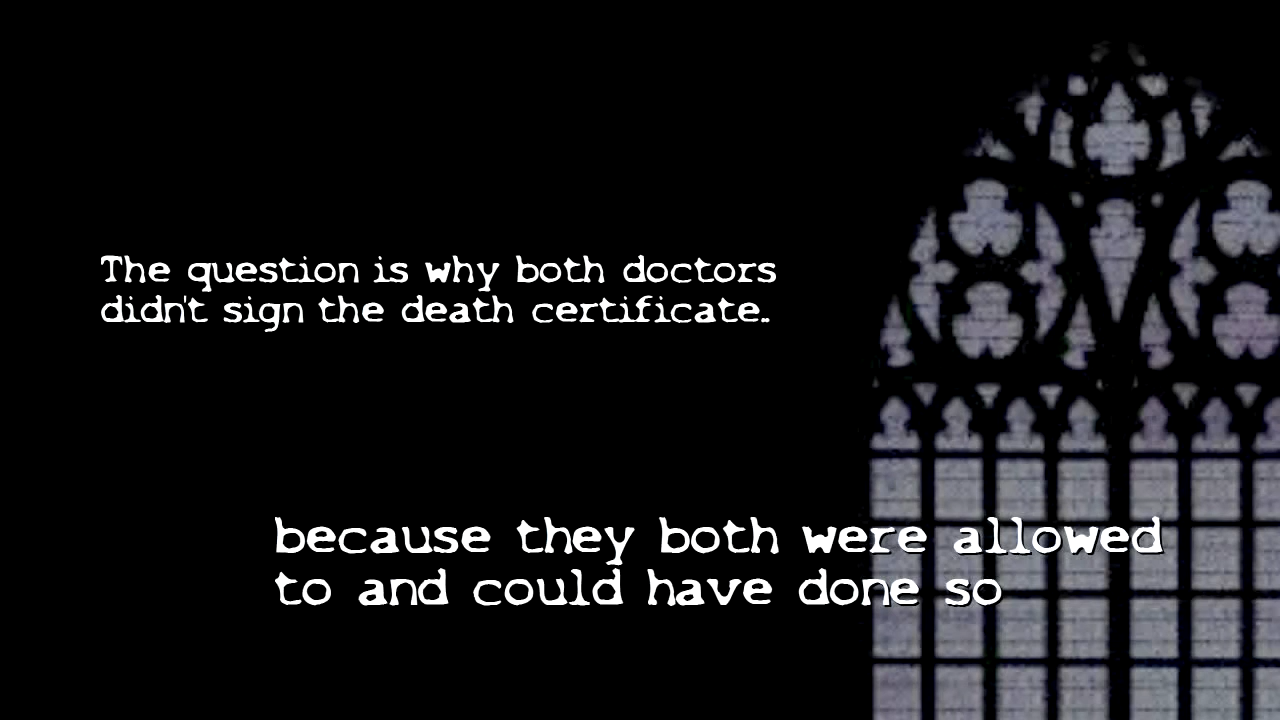 The question is why both doctors
didn't sign the death certificate..
because they both were allowed
to and could have done so